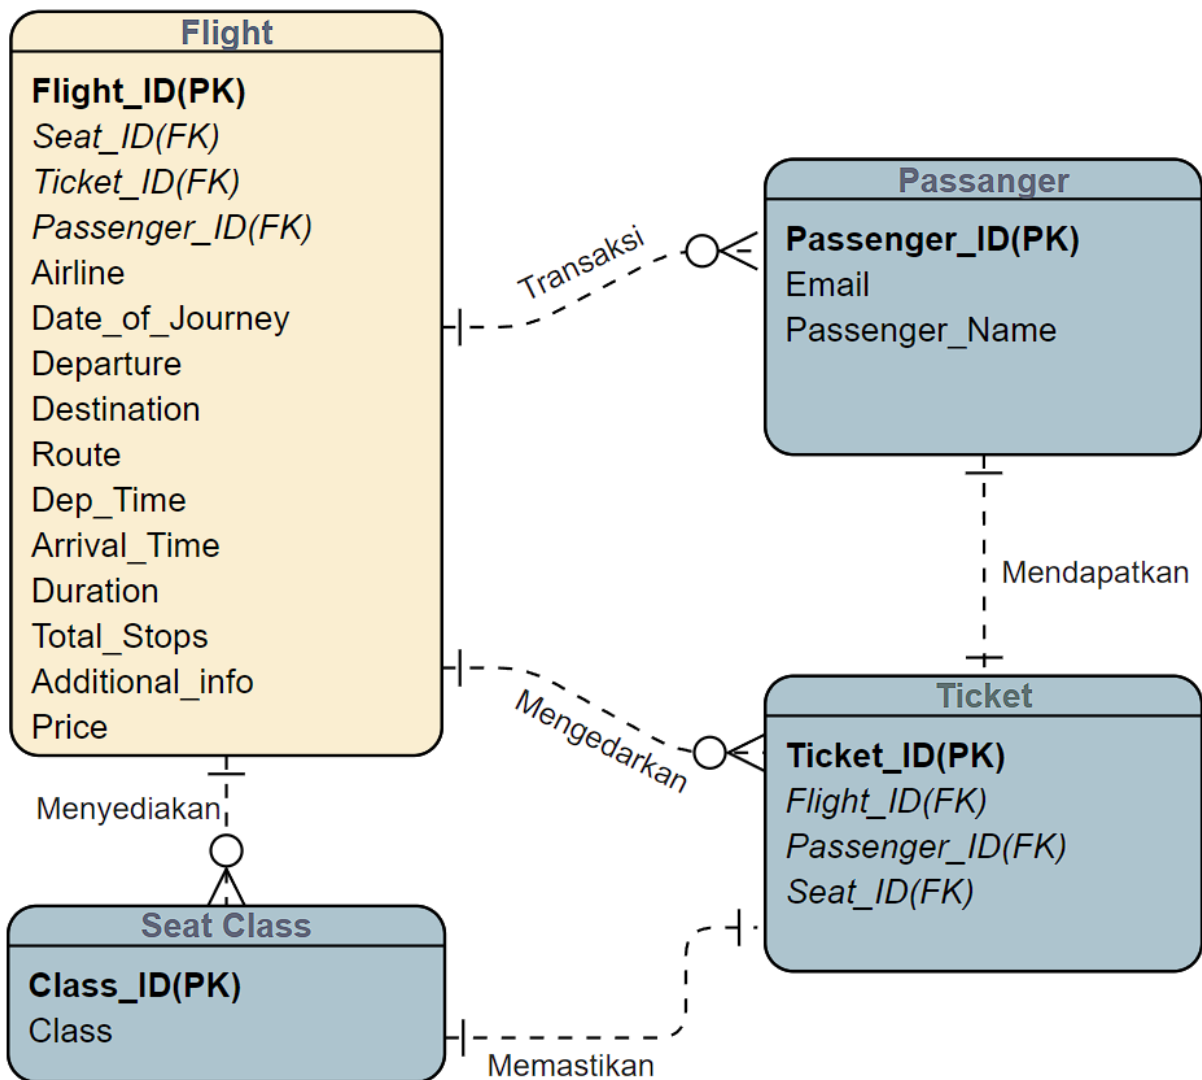 Flight
Flight_ID(PK)
Seat_ID(FK)
Ticket_ID(FK)
Passenger_ID(FK)
Airline
Date_of_Journey
Departure
Destination
Route
Dep_Time
Arrival_Time
Duration
Total_Stops
Additional_info
Price
Transaksi
Passanger
Passenger_ID(PK)
Email
Passenger_Name
Mendapatkan
Mengedarkan
Ticket
Ticket_ID(PK)
Flight_ID(FK)
Passenger_ID(FK)
Seat_ID(FK)
Menyediakan
Seat Class
Class_ID(PK)
Class
Memastikan